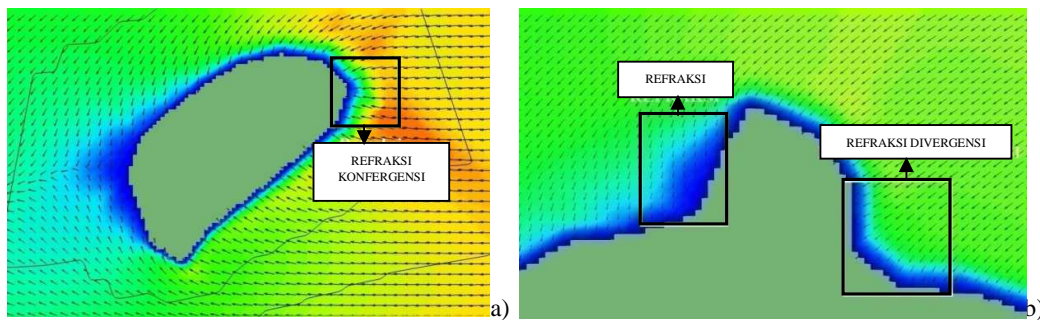 REFRAKSI
KONFERGENSI
a)
REFRAKSI
REFRAKSI DIVERGENSI
b)